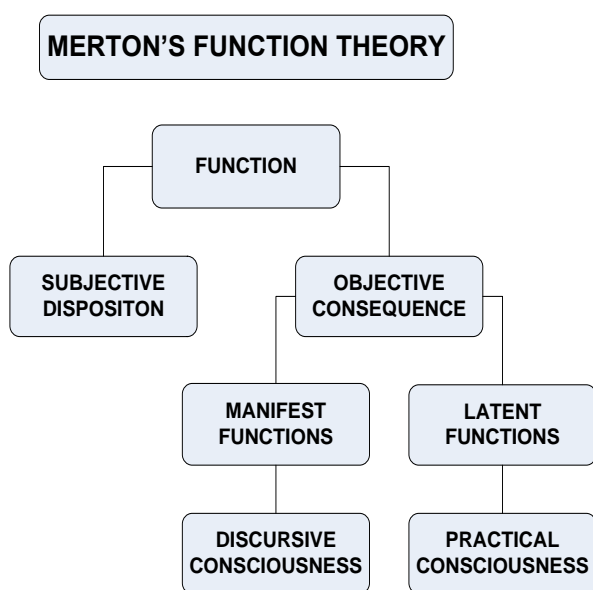 MERTON'S FUNCTION THEORY
FUNCTION
SUBJECTIVE
DISPOSITON
OBJECTIVE
CONSEQUENCE
MANIFEST
FUNCTIONS
LATENT
FUNCTIONS
DISCURSIVE
CONSCIOUSNESS
PRACTICAL
CONSCIOUSNESS